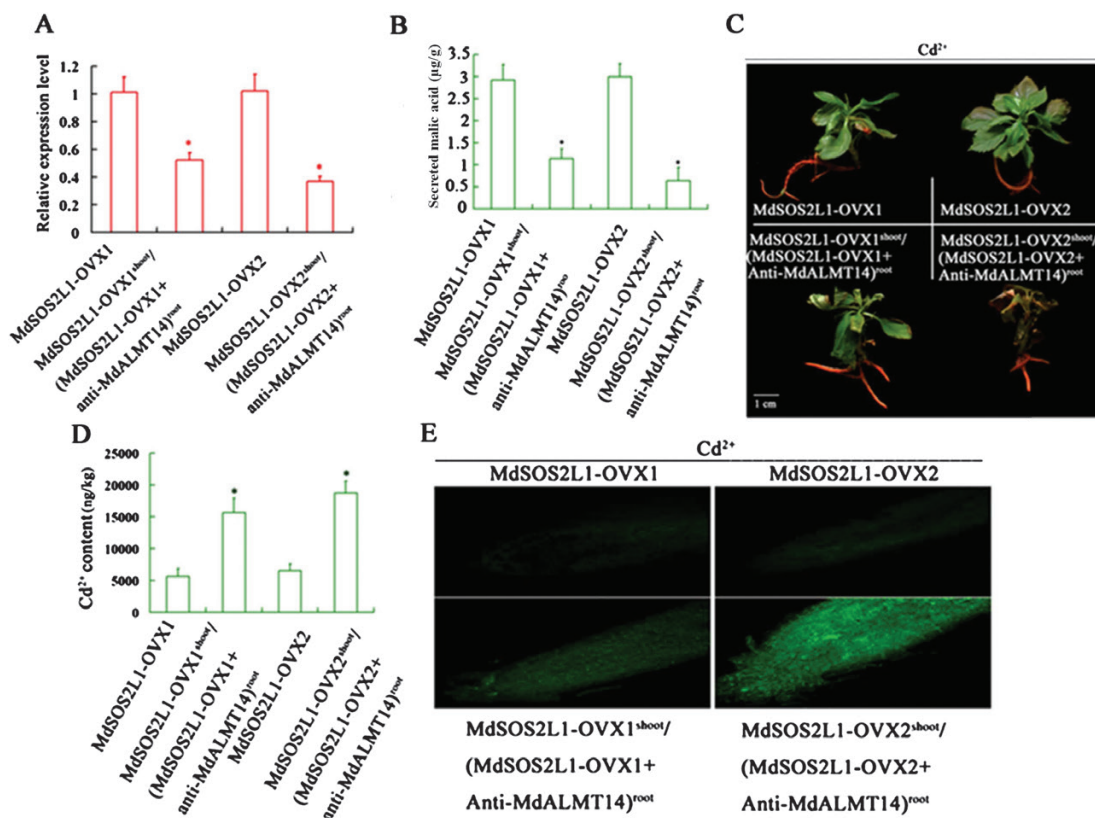 A
Relative expression level
1.2
1
0.8
0.6
0.4
0.2
0
*
*
MdSOS2L1-OVX1
MdSOS2L1-OVX1shoot/
(MdSOS2L1-OVX1+
anti-MdALMT14)root
MdSOS2L1-OVX2
MdSOS2L1-OVX2shoot/
(MdSOS2L1-OVX2+
anti-MdALMT14)root
B
Secreted malic acid (μg/g)
3.5
3
2.5
2
1.5
1
0.5
0
*
*
MdSOS2L1-OVX1
MdSOS2L1-OVX1shoot/
(MdSOS2L1-OVX1+
anti-MdALMT14)roo
MdSOS2L1-OVX2
MdSOS2L1-OVX2shoot/
(MdSOS2L1-OVX2+
anti-MdALMT14)root
C
Cd2+
MdSOS2L1-OVX1
MdSOS2L1-OVX2
MdSOS2L1-OVX1shoot/
(MdSOS2L1-OVX1+
Anti-MdALMT14)root
MdSOS2L1-OVX2shoot/
(MdSOS2L1-OVX2+
Anti-MdALMT14)root
1 cm
D
Cd2+ content (ng/kg)
25000
20000
15000
10000
5000
0
*
*
MdSOS2L1-OVX1
MdSOS2L1-OVX1shoot/
(MdSOS2L1-OVX1+
anti-MdALMT14)root
MdSOS2L1-OVX2
MdSOS2L1-OVX2shoot/
(MdSOS2L1-OVX2+
anti-MdALMT14)root
E
Cd2+
MdSOS2L1-OVX1
MdSOS2L1-OVX2
MdSOS2L1-OVX1shoot/
(MdSOS2L1-OVX1+
Anti-MdALMT14)root
MdSOS2L1-OVX2shoot/
(MdSOS2L1-OVX2+
Anti-MdALMT14)root